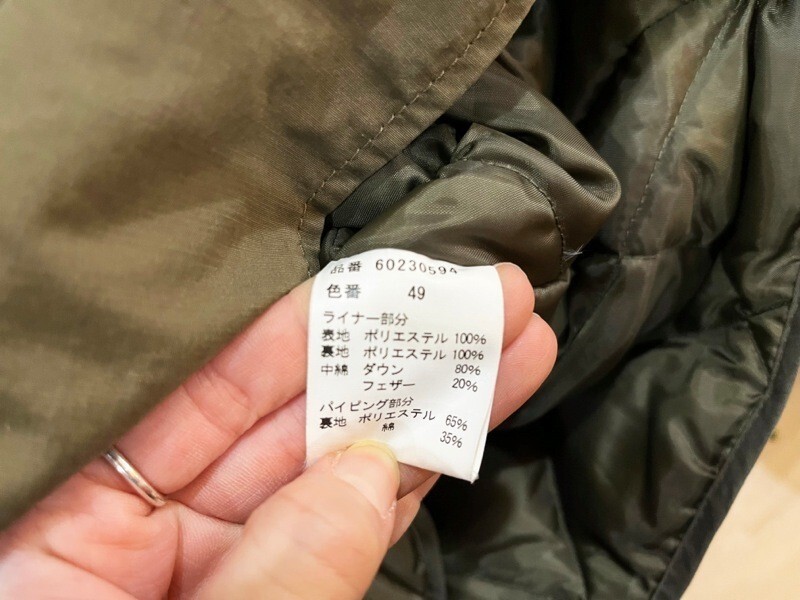 品番 60230594
色番 49
ライナー部分
表地 ポリエステル 100%
裏地 ポリエステル 100%
中綿 ダウン 80%
フェザー 20%
パイピング部分
裏地 ポリエステル 65%
綿 35%